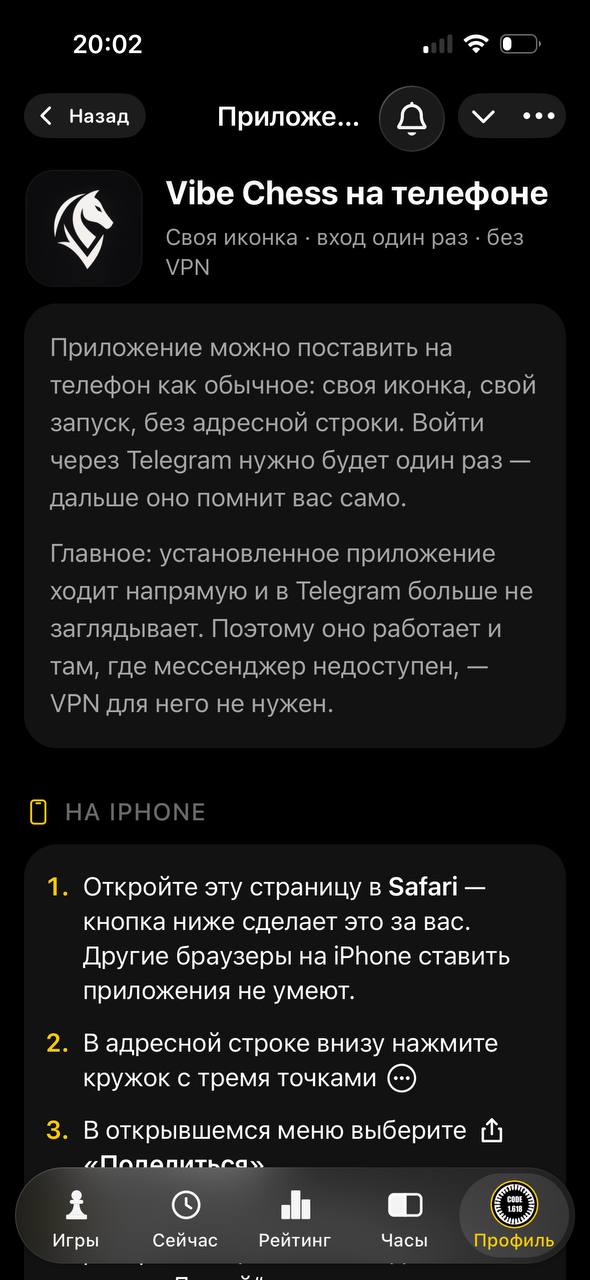 20:02
Назад
Приложе...
Vibe Chess на телефоне
Своя иконка · вход один раз · без
VPN
Приложение можно поставить на
телефон как обычное: своя иконка, свой
запуск, без адресной строки. Войти
через Telegram нужно будет один раз —
дальше оно помнит вас само.
Главное: установленное приложение
ходит напрямую и в Telegram больше не
заглядывает. Поэтому оно работает и
там, где мессенджер недоступен, —
VPN для него не нужен.
НА IPHONE
1. Откройте эту страницу в Safari —
кнопка ниже сделает это за вас.
Другие браузеры на iPhone ставить
приложения не умеют.
2. В адресной строке внизу нажмите
кружок с тремя точками
3. В открывшемся меню выберите
«Поделиться»
CODE
1.618
Игры
Сейчас
Рейтинг
Часы
Профиль